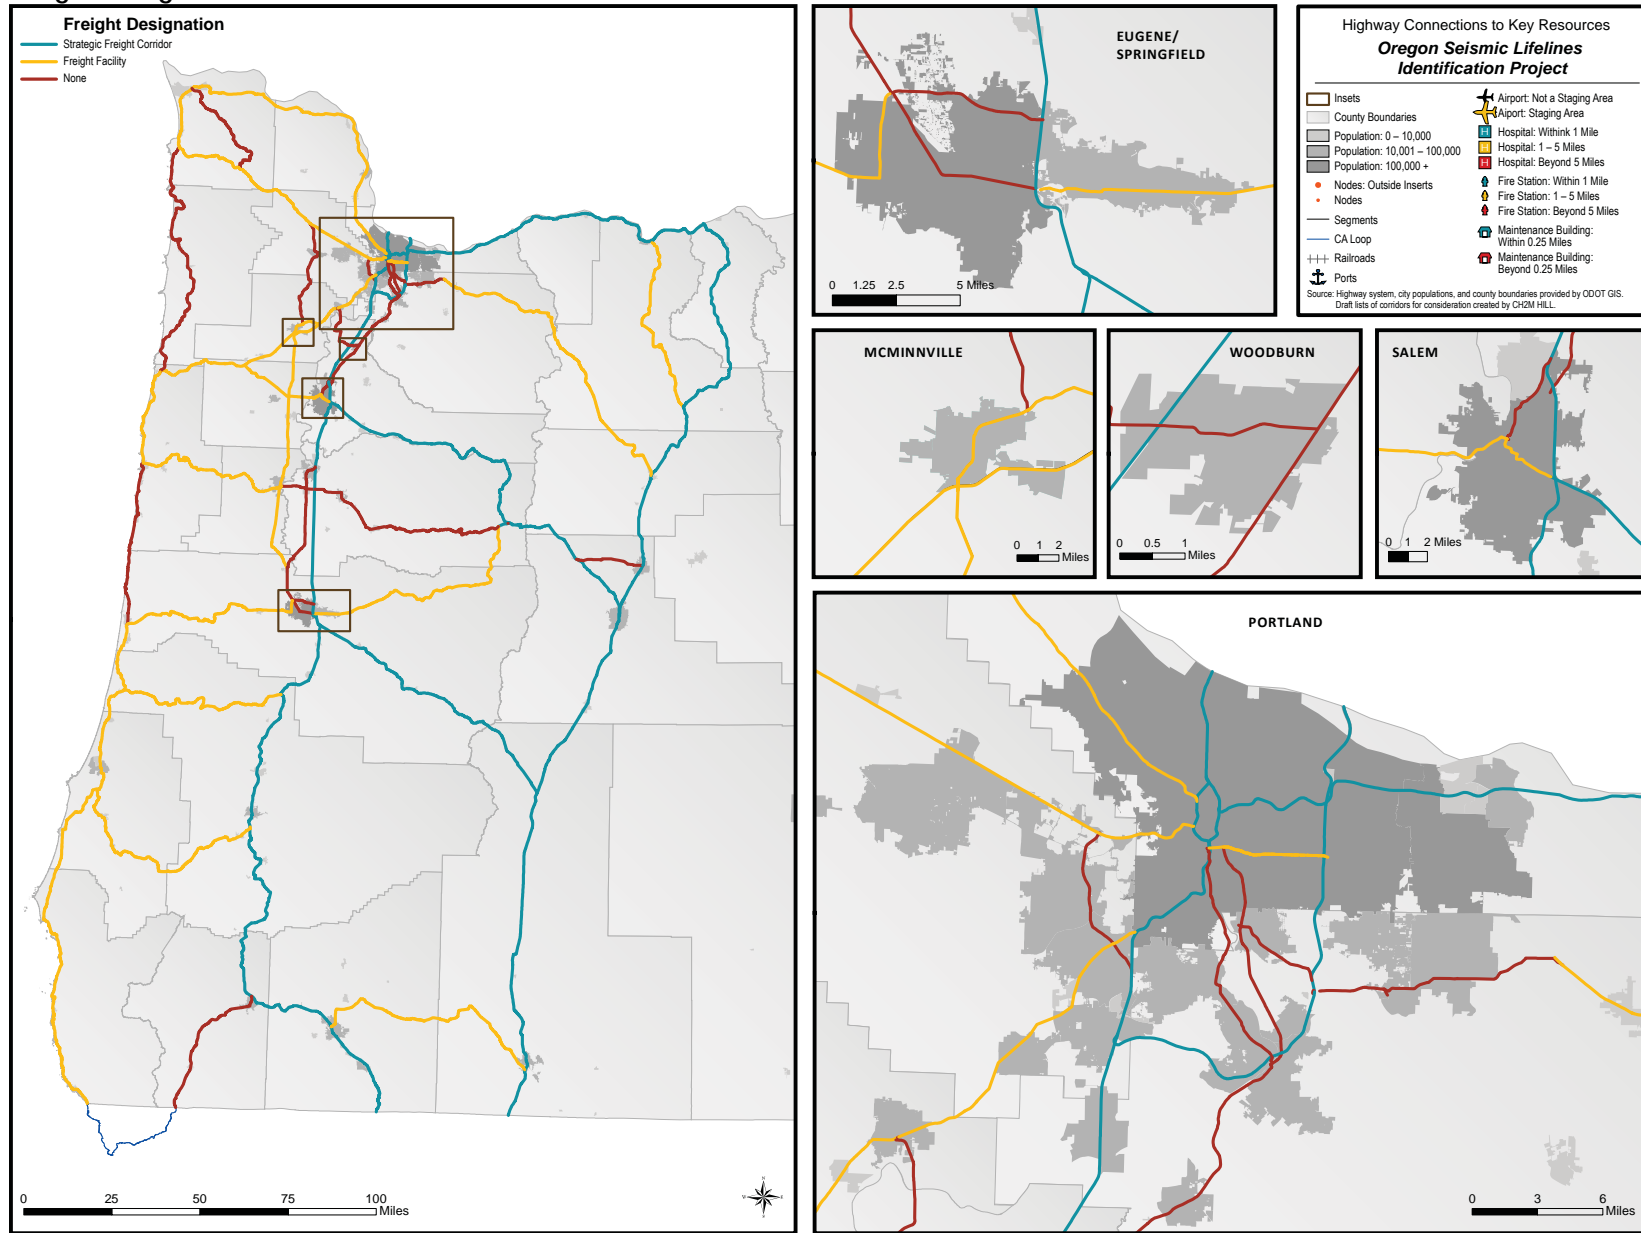 Freight Designation
Strategic Freight Corridor
Freight Facility
None
0 25 50 75 100
Miles
EUGENE/
SPRINGFIELD
0 1.25 2.5 5 Miles
Highway Connections to Key Resources
Oregon Seismic Lifelines
Identification Project
Insets
County Boundaries
Population: 0 – 10,000
Population: 10,001 – 100,000
Population: 100,000 +
Nodes: Outside Inserts
Nodes
Segments
CA Loop
Railroads
Ports
Airport: Not a Staging Area
Aiport: Staging Area
H Hospital: Withink 1 Mile
H Hospital: 1 – 5 Miles
H Hospital: Beyond 5 Miles
Fire Station: Within 1 Mile
Fire Station: 1 – 5 Miles
Fire Station: Beyond 5 Miles
Maintenance Building:
Within 0.25 Miles
Maintenance Building:
Beyond 0.25 Miles
Source: Highway system, city populations, and county boundaries provided by ODOT GIS.
Draft lists of corridors for consideration created by CH2M HILL.
MCMINNVILLE
0 1 2
Miles
WOODBURN
0 0.5 1
Miles
SALEM
0 1 2 Miles
PORTLAND
0 3 6
Miles